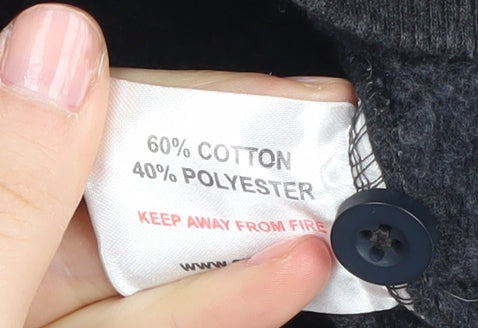 60% COTTON
40% POLYESTER
KEEP AWAY FROM FIRE